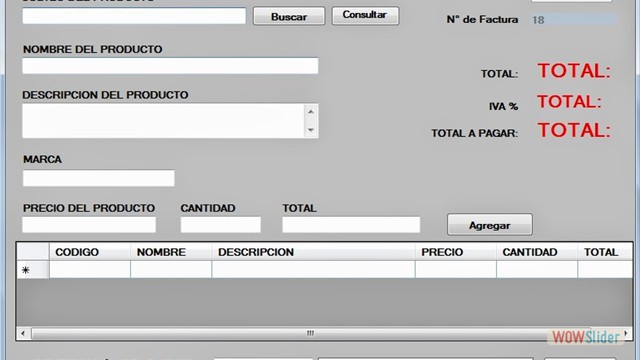 Buscar Consultar N° de Factura 18
NOMBRE DEL PRODUCTO
TOTAL: TOTAL:
DESCRIPCION DEL PRODUCTO
IVA % TOTAL:
TOTAL A PAGAR: TOTAL:
MARCA
PRECIO DEL PRODUCTO CANTIDAD TOTAL
Agregar
CODIGO NOMBRE DESCRIPCION PRECIO CANTIDAD TOTAL
WOWSlider